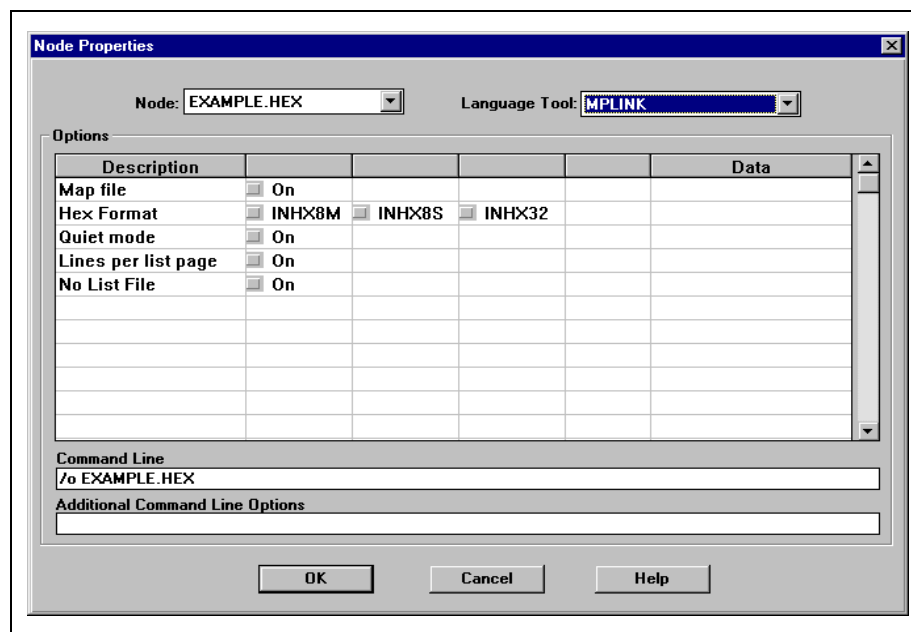 Node Properties
Node: EXAMPLE.HEX Language Tool: MPLINK
Options
Description Data
Map file On
Hex Format INHX8M INHX8S INHX32
Quiet mode On
Lines per list page On
No List File On
Command Line
/o EXAMPLE.HEX
Additional Command Line Options
OK Cancel Help